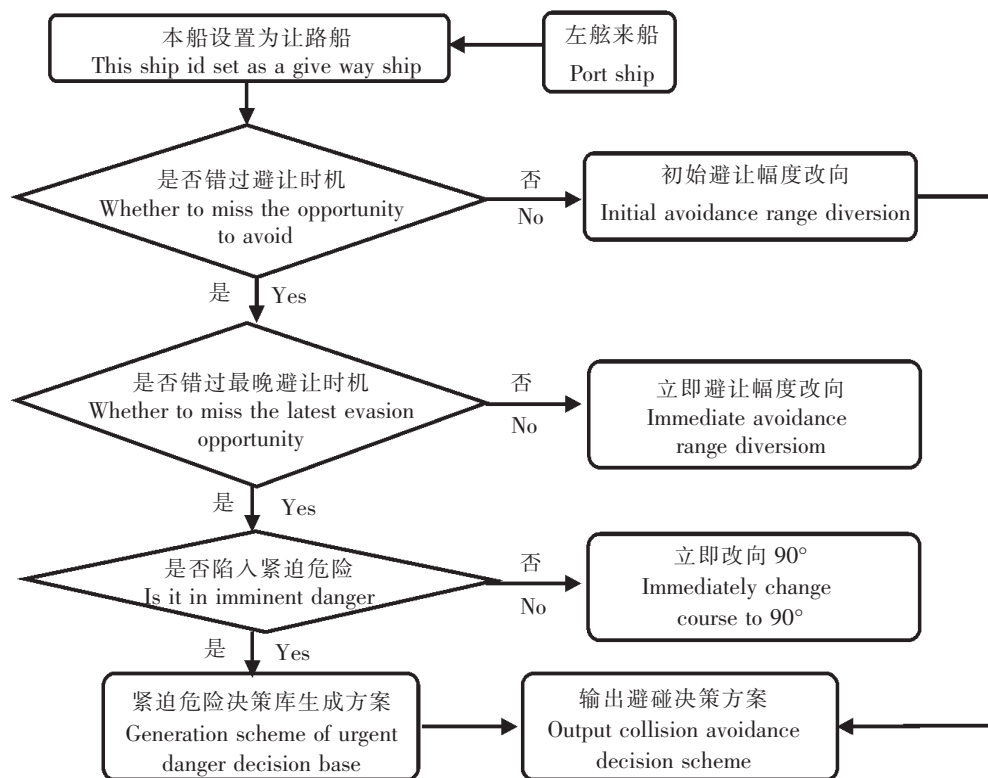 本船设置为让路船
This ship id set as a give way ship
左舷来船
Port ship
是否错过避让时机
Whether to miss the opportunity
to avoid
否
No
初始避让幅度改向
Initial avoidance range diversion
是 Yes
是否错过最晚避让时机
Whether to miss the latest evasion
opportunity
否
No
立即避让幅度改向
Immediate avoidance
range diversiom
是 Yes
是否陷入紧迫危险
Is it in imminent danger
否
No
立即改向 90°
Immediately change
course to 90°
是 Yes
紧迫危险决策库生成方案
Generation scheme of urgent
danger decision base
输出避碰决策方案
Output collision avoidance
decision scheme